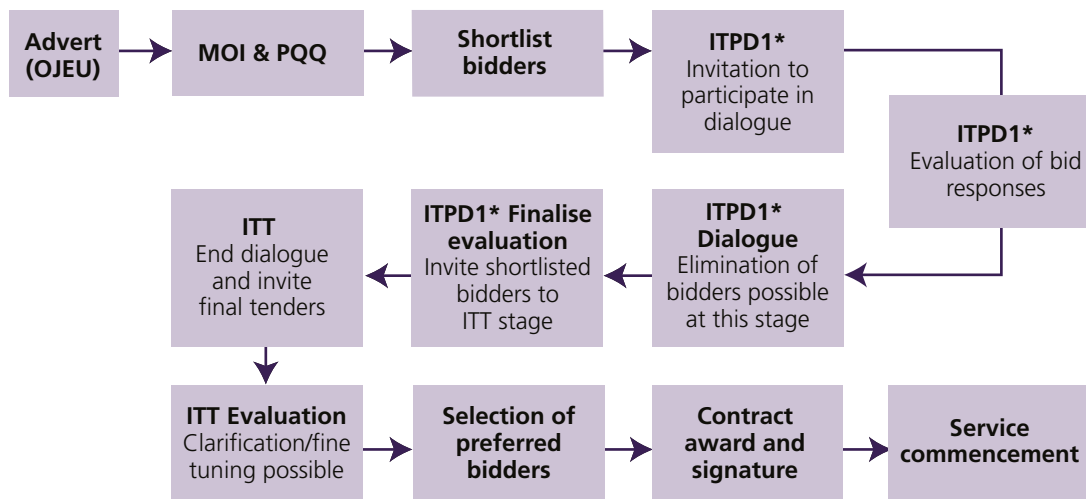 Advert
(OJEU)
MOI & PQQ
Shortlist
bidders
ITPD1*
Invitation to
participate in
dialogue
ITPD1*
Evaluation of bid
responses
ITPD1*
Dialogue
Elimination of
bidders possible
at this stage
ITPD1* Finalise
evaluation
Invite shortlisted
bidders to
ITT stage
ITT
End dialogue
and invite
final tenders
ITT Evaluation
Clarification/fine
tuning possible
Selection of
preferred
bidders
Contract
award and
signature
Service
commencement